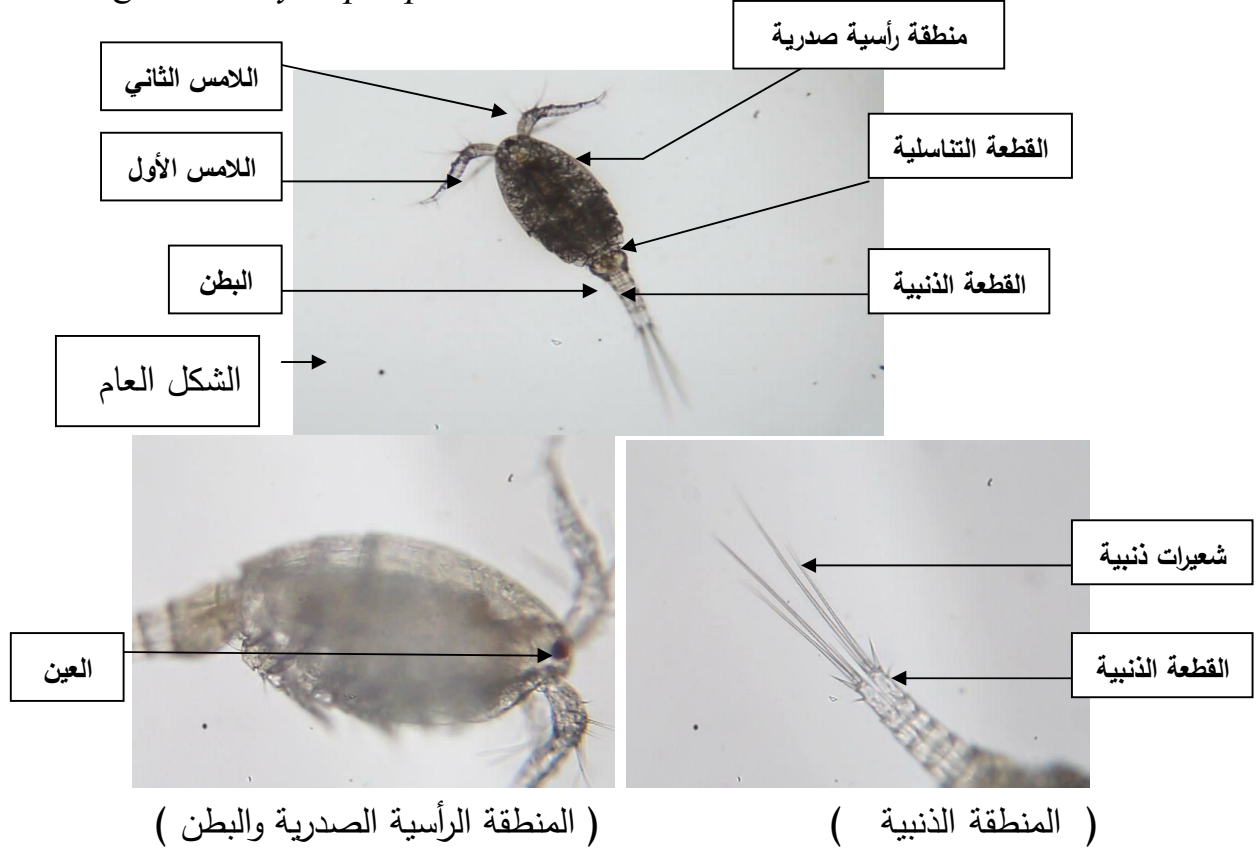 منطقة رأسية صدرية
اللامس الثاني
القطعة التناسلية
اللامس الأول
البطن
القطعة الذنبية
الشكل العام
شعيرات ذنبية
القطعة الذنبية
العين
( المنطقة الرأسية الصدرية والبطن )
( المنطقة الذنبية )